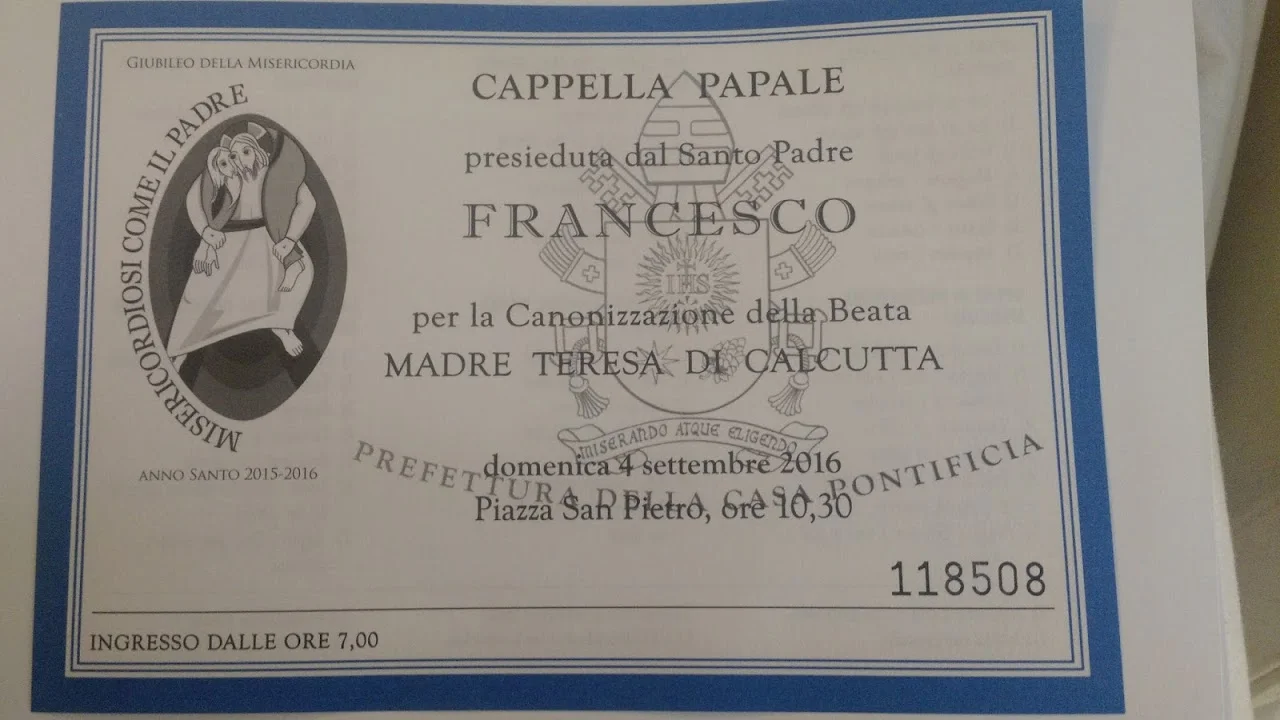 GIUBILEO DELLA MISERICORDIA
MISERICORDIOSI COME IL PADRE
ANNO SANTO 2015-2016
CAPPELLA PAPALE
presieduta dal Santo Padre
FRANCESCO
IHS
per la Canonizzazione della Beata
MADRE TERESA DI CALCUTTA
MISERANDO ATQUE ELIGENDO
PREFETTURA DELLA CASA PONTIFICIA
domenica 4 settembre 2016
Piazza San Pietro, ore 10,30
118508
INGRESSO DALLE ORE 7,00